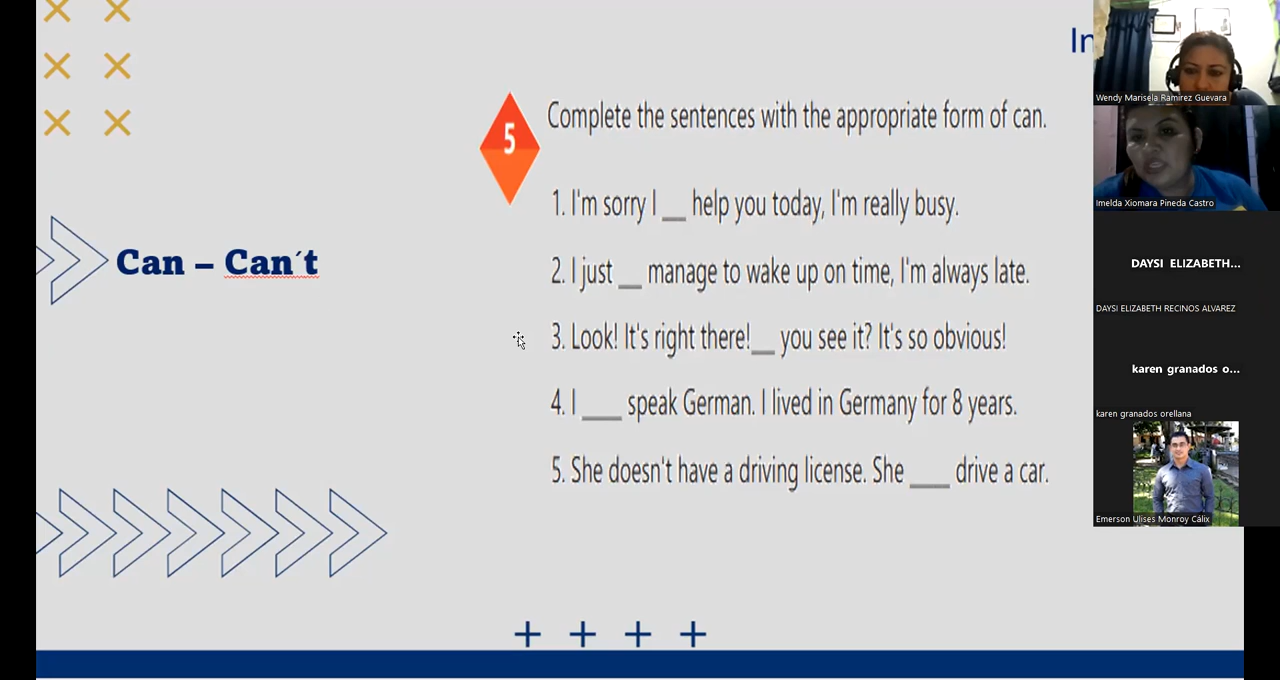 In
5
Complete the sentences with the appropriate form of can.
1. I'm sorry I __ help you today, I'm really busy.
2. I just __ manage to wake up on time, I'm always late.
Can – Can´t
3. Look! It's right there!__ you see it? It's so obvious!
4. I ____ speak German. I lived in Germany for 8 years.
5. She doesn't have a driving license. She ____ drive a car.
Wendy Marisela Ramirez Guevara
Imelda Xiomara Pineda Castro
DAYSI ELIZABETH...
DAYSI ELIZABETH RECINOS ALVAREZ
karen granados o...
karen granados orellana
Emerson Ulises Monroy Cálix